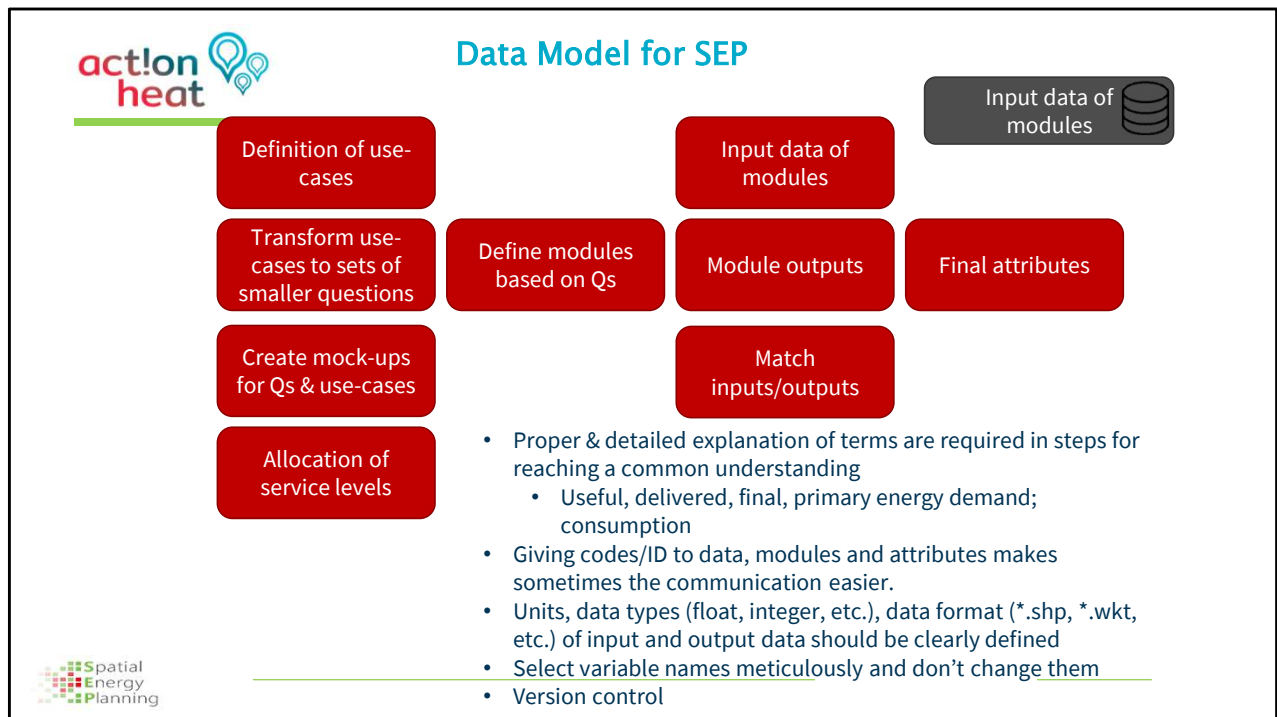 act!on
heat
Data Model for SEP
Input data of
modules
Definition of use-
cases
Input data of
modules
Transform use-
cases to sets of
smaller questions
Define modules
based on Qs
Module outputs
Final attributes
Create mock-ups
for Qs & use-cases
Match
inputs/outputs
Allocation of
service levels
• Proper & detailed explanation of terms are required in steps for
reaching a common understanding
• Useful, delivered, final, primary energy demand;
consumption
• Giving codes/ID to data, modules and attributes makes
sometimes the communication easier.
• Units, data types (float, integer, etc.), data format (*.shp, *.wkt,
etc.) of input and output data should be clearly defined
• Select variable names meticulously and don’t change them
• Version control
Spatial
Energy
Planning